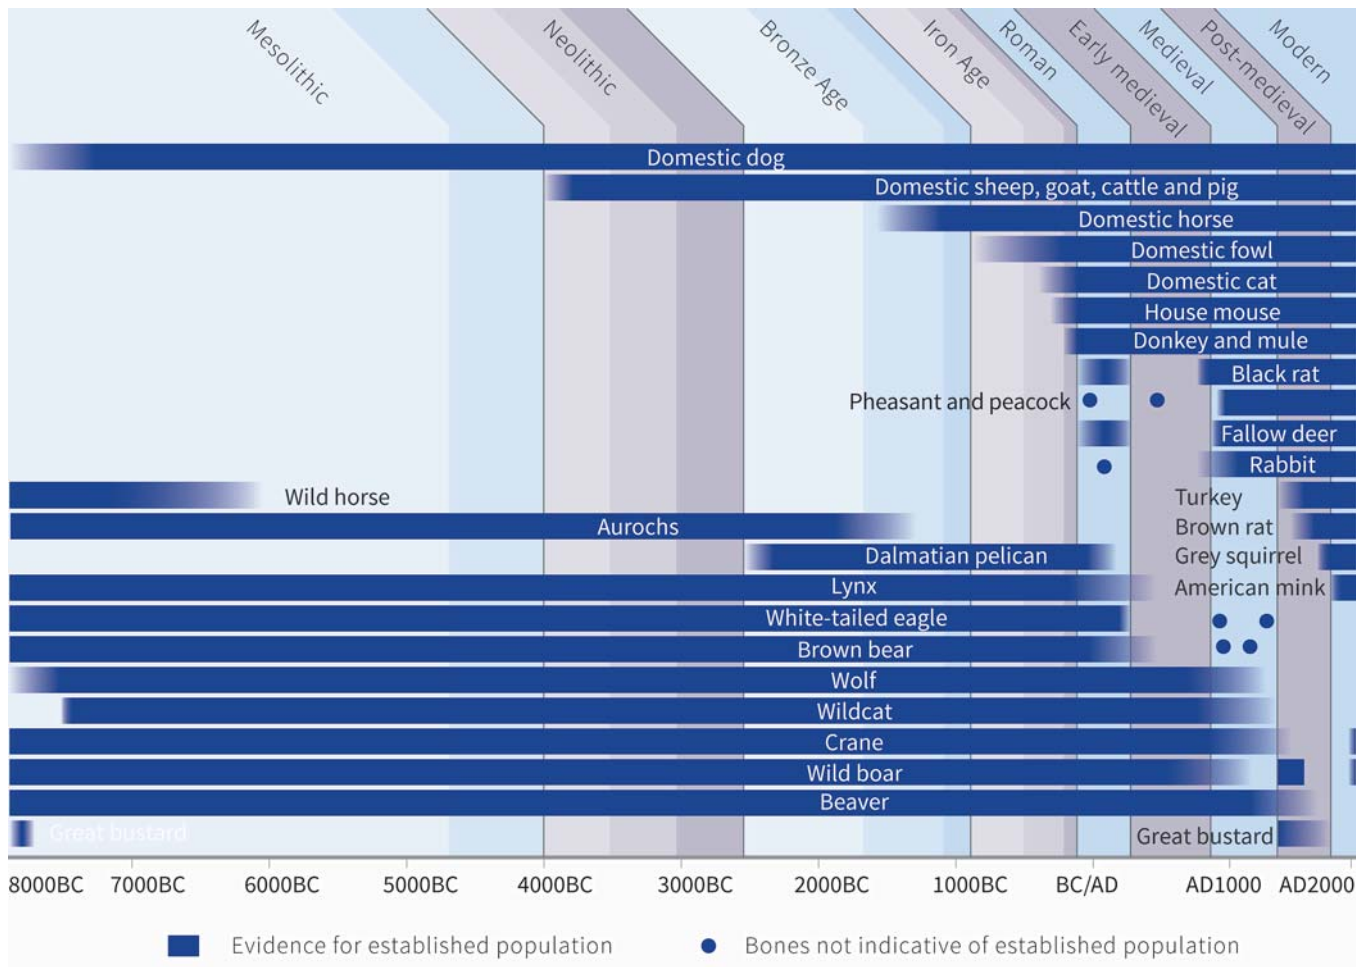 Mesolithic
Neolithic
Bronze Age
Iron Age
Roman
Early medieval
Medieval
Post-medieval
Modern
Domestic dog
Domestic sheep, goat, cattle and pig
Domestic horse
Domestic fowl
Domestic cat
House mouse
Donkey and mule
Black rat
Pheasant and peacock
Fallow deer
Rabbit
Wild horse
Turkey
Aurochs
Brown rat
Dalmatian pelican
Grey squirrel
Lynx
American mink
White-tailed eagle
Brown bear
Wolf
Wildcat
Crane
Wild boar
Beaver
Great bustard
Great bustard
8000BC 7000BC 6000BC 5000BC 4000BC 3000BC 2000BC 1000BC BC/AD AD1000 AD2000
Evidence for established population
Bones not indicative of established population